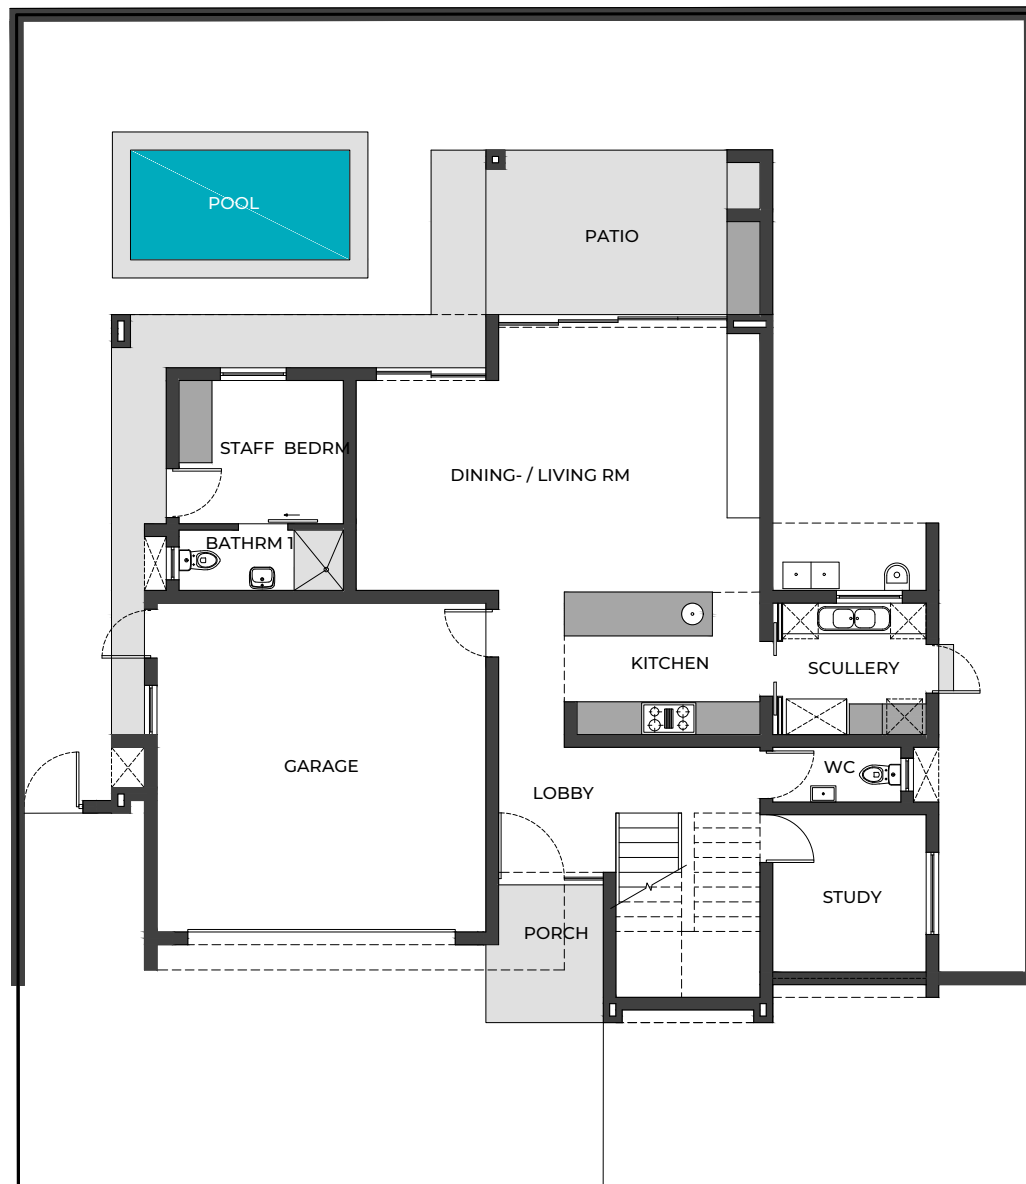 POOL
PATIO
STAFF BEDRM
DINING- / LIVING RM
BATHRM 1
KITCHEN
SCULLERY
GARAGE
WC
LOBBY
STUDY
PORCH